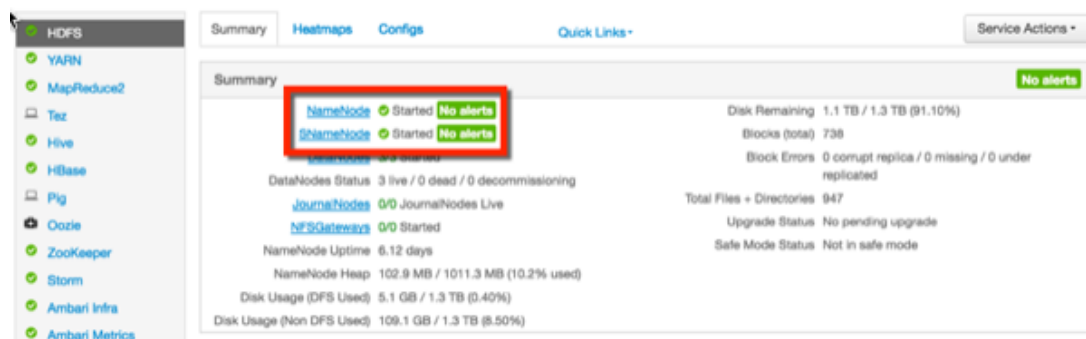 HDFS
YARN
MapReduce2
Tez
Hive
HBase
Pig
Oozie
ZooKeeper
Storm
Ambari Infra
Ambari Metrics
Summary Heatmaps Configs Quick Links Service Actions
Summary No alerts
NameNode Started No alerts
SNameNode Started No alerts
DataNodes 3/3 Started
DataNodes Status 3 live / 0 dead / 0 decommissioning
JournalNodes 0/0 JournalNodes Live
NFSGateways 0/0 Started
NameNode Uptime 6.12 days
NameNode Heap 102.9 MB / 1011.3 MB (10.2% used)
Disk Usage (DFS Used) 5.1 GB / 1.3 TB (0.40%)
Disk Usage (Non DFS Used) 109.1 GB / 1.3 TB (8.50%)
Disk Remaining 1.1 TB / 1.3 TB (91.10%)
Blocks (total) 738
Block Errors 0 corrupt replica / 0 missing / 0 under
replicated
Total Files + Directories 947
Upgrade Status No pending upgrade
Safe Mode Status Not in safe mode